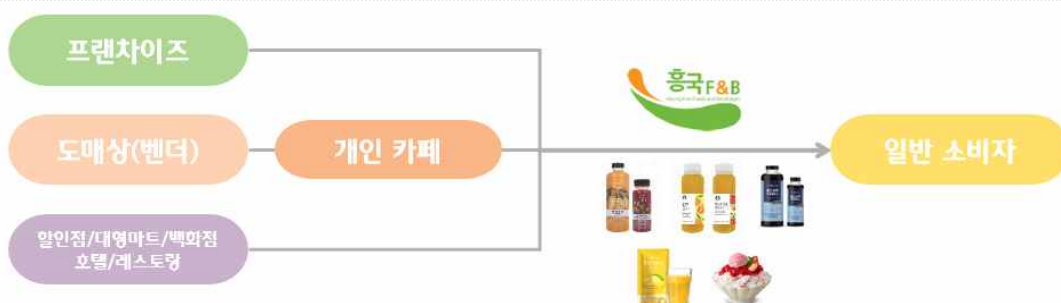 프랜차이즈
흥국F&B
도매상(벤더)
개인 카페
일반 소비자
할인점/대형마트/백화점
호텔/레스토랑